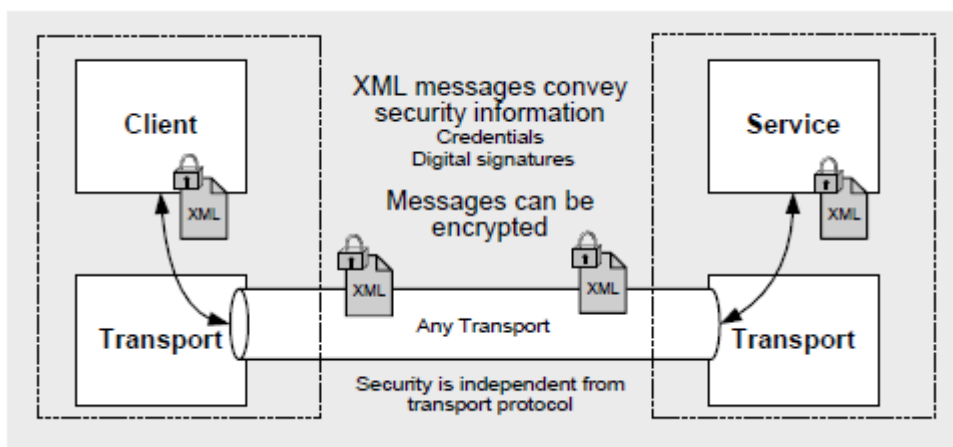 Client
XML
XML messages convey
security information
Credentials
Digital signatures
Messages can be
encrypted
Service
XML
XML
XML
Transport
Any Transport
Transport
Security is independent from
transport protocol